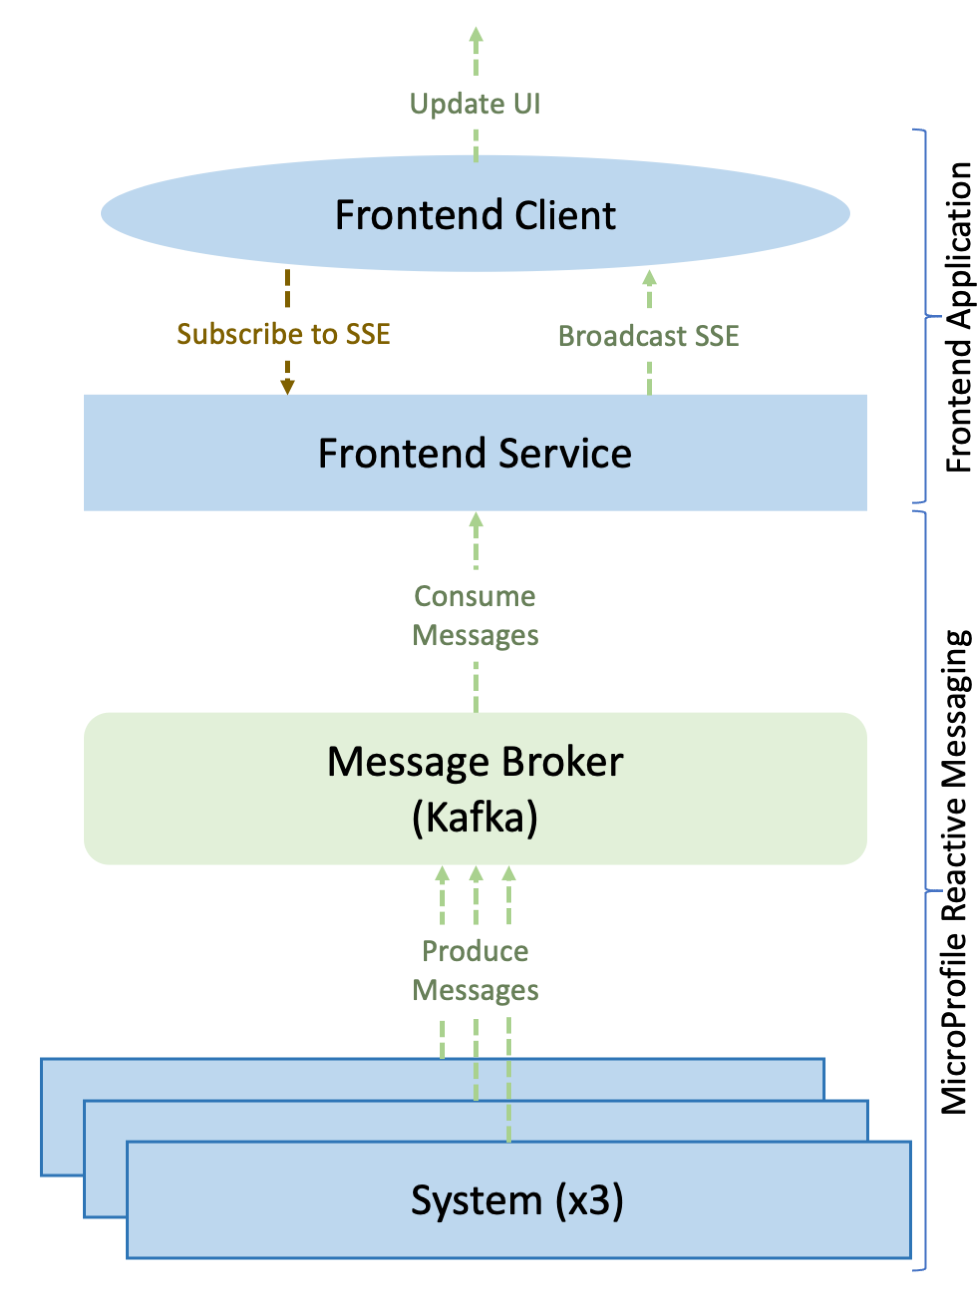 Update UI
Frontend Client
Subscribe to SSE
Broadcast SSE
Frontend Application
Frontend Service
Consume
Messages
Message Broker
(Kafka)
MicroProfile Reactive Messaging
Produce
Messages
System (x3)